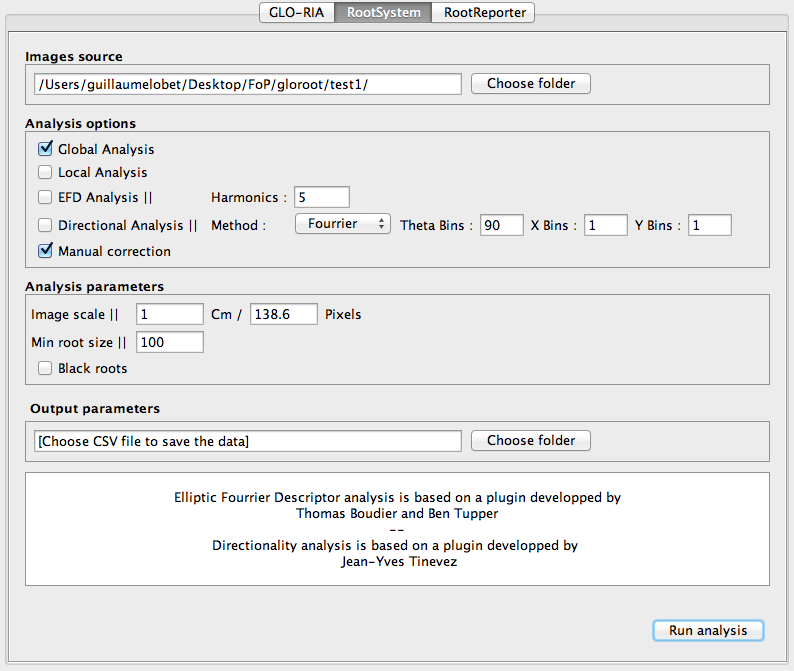 GLO-RIA RootSystem RootReporter
Images source
/Users/guillaumelobet/Desktop/FoP/gloroot/test1/ Choose folder
Analysis options
Global Analysis
Local Analysis
EFD Analysis || Harmonics : 5
Directional Analysis || Method : Fourrier Theta Bins : 90 X Bins : 1 Y Bins : 1
Manual correction
Analysis parameters
Image scale || 1 Cm / 138.6 Pixels
Min root size || 100
Black roots
Output parameters
[Choose CSV file to save the data] Choose folder
Elliptic Fourrier Descriptor analysis is based on a plugin developped by
Thomas Boudier and Ben Tupper
--
Directionality analysis is based on a plugin developped by
Jean-Yves Tinevez
Run analysis